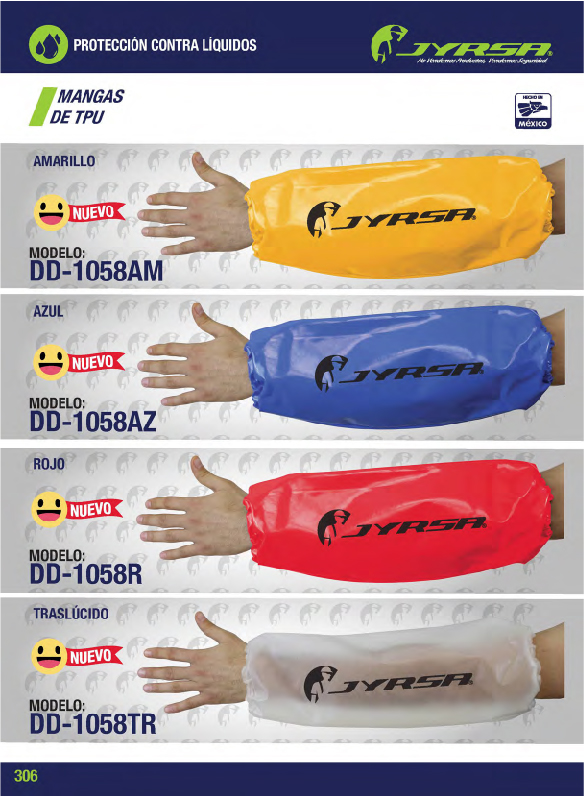 PROTECCIÓN CONTRA LÍQUIDOS
JYRSA®
MANGAS
DE TPU
HECHO EN
MÉXICO
AMARILLO
NUEVO
MODELO:
DD-1058AM
JYRSA®
AZUL
NUEVO
MODELO:
DD-1058AZ
JYRSA®
ROJO
NUEVO
MODELO:
DD-1058R
JYRSA®
TRASLÚCIDO
NUEVO
MODELO:
DD-1058TR
JYRSA®
306